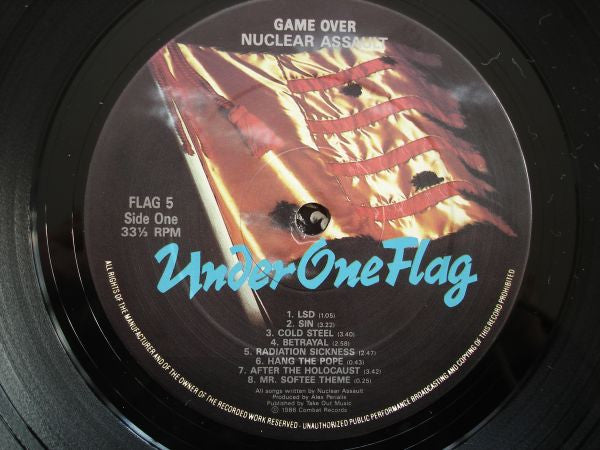 GAME OVER
NUCLEAR ASSAULT
FLAG 5
Side One
33⅓ RPM
Under One Flag
1. LSD (1.05)
2. SIN (3.22)
3. COLD STEEL (3.40)
4. BETRAYAL (2.58)
5. RADIATION SICKNESS (2.47)
6. HANG THE POPE (0.43)
7. AFTER THE HOLOCAUST (3.42)
8. MR. SOFTEE THEME (0.25)
All songs written by Nuclear Assault
Produced by Alex Perialis
Published by Take Out Music
© 1986 Combat Records
ALL RIGHTS OF THE MANUFACTURER AND OF THE OWNER OF THE RECORDED WORK RESERVED. — UNAUTHORISED PUBLIC PERFORMANCE BROADCASTING AND COPYING OF THIS RECORD PROHIBITED